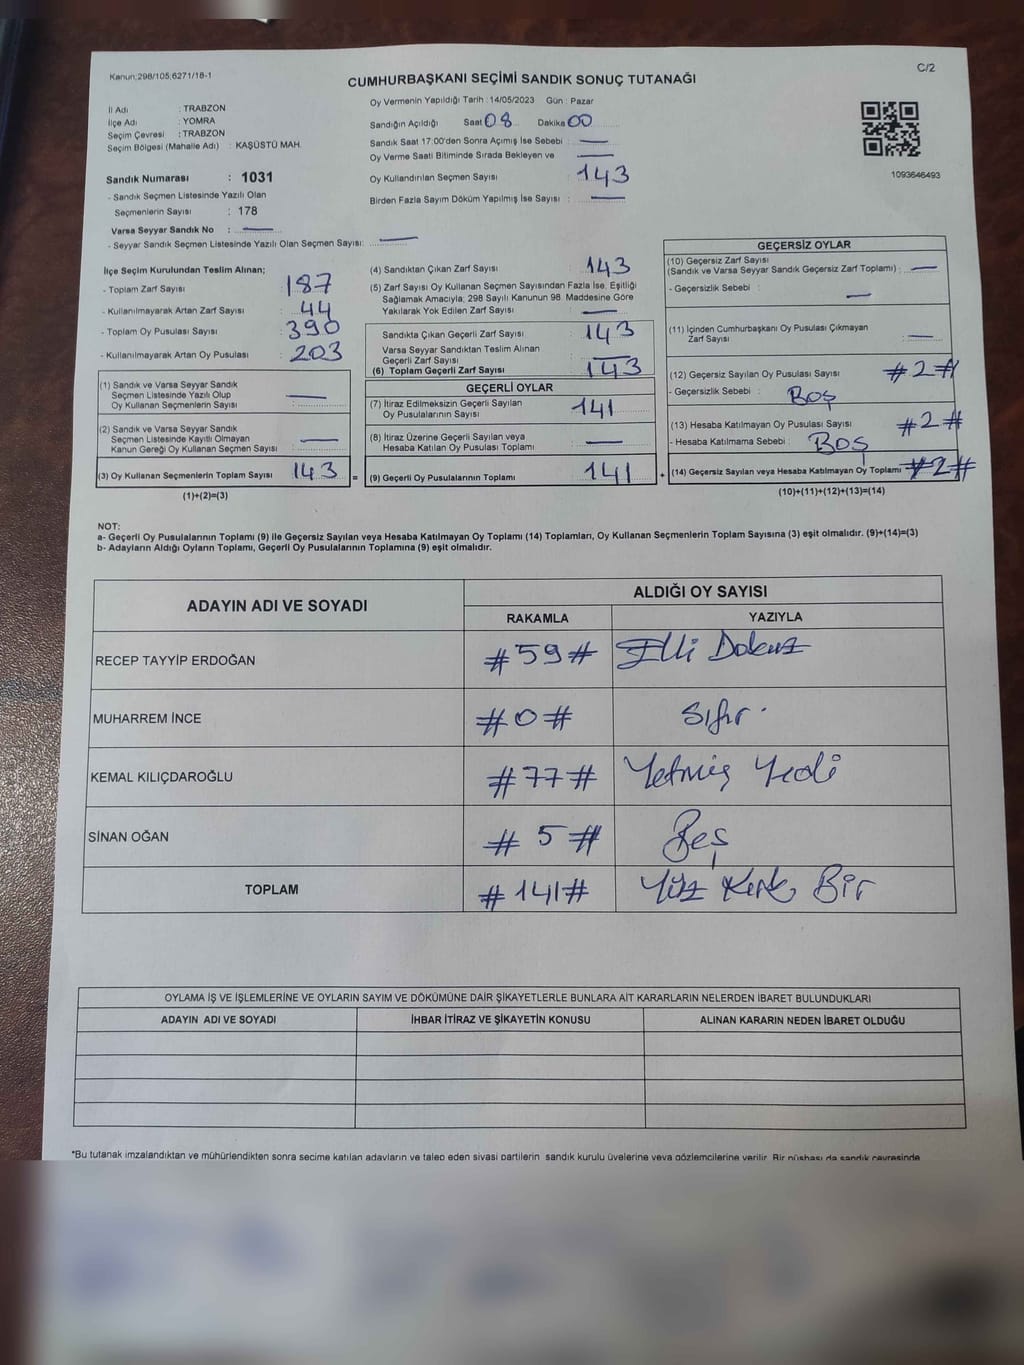 Kanun;298/105,6271/18-1
CUMHURBAŞKANI SEÇİMİ SANDIK SONUÇ TUTANAĞI
C/2
İl Adı : TRABZON
İlçe Adı : YOMRA
Seçim Çevresi : TRABZON
Seçim Bölgesi (Mahalle Adı) : KAŞÜSTÜ MAH.
Sandık Numarası : 1031
- Sandık Seçmen Listesinde Yazılı Olan
Seçmenlerin Sayısı : 178
Varsa Seyyar Sandık No : —
- Seyyar Sandık Seçmen Listesinde Yazılı Olan Seçmen Sayısı: —
Oy Vermenin Yapıldığı Tarih : 14/05/2023 Gün : Pazar
Sandığın Açıldığı Saat 08 Dakika 00
Sandık Saat 17:00'den Sonra Açımış İse Sebebi : —
Oy Verme Saati Bitiminde Sırada Bekleyen ve —
Oy Kullandırılan Seçmen Sayısı 143
Birden Fazla Sayım Döküm Yapılmış İse Sayısı : —
1093646493
İlçe Seçim Kurulundan Teslim Alınan;
- Toplam Zarf Sayısı : 187
- Kullanılmayarak Artan Zarf Sayısı : 44
- Toplam Oy Pusulası Sayısı : 390
- Kullanılmayarak Artan Oy Pusulası : 203
(1) Sandık ve Varsa Seyyar Sandık
Seçmen Listesinde Yazılı Olup
Oy Kullanan Seçmenlerin Sayısı : —
(2) Sandık ve Varsa Seyyar Sandık
Seçmen Listesinde Kayıtlı Olmayan
Kanun Gereği Oy Kullanan Seçmen Sayısı : —
(3) Oy Kullanan Seçmenlerin Toplam Sayısı 143 =
(1)+(2)=(3)
(4) Sandıktan Çıkan Zarf Sayısı : 143
(5) Zarf Sayısı Oy Kullanan Seçmen Sayısından Fazla İse, Eşitliği
Sağlamak Amacıyla; 298 Sayılı Kanunun 98. Maddesine Göre
Yakılarak Yok Edilen Zarf Sayısı : —
Sandıkta Çıkan Geçerli Zarf Sayısı : 143
Varsa Seyyar Sandıktan Teslim Alınan
Geçerli Zarf Sayısı : —
(6) Toplam Geçerli Zarf Sayısı : 143
GEÇERLİ OYLAR
(7) İtiraz Edilmeksizin Geçerli Sayılan
Oy Pusulalarının Sayısı : 141
(8) İtiraz Üzerine Geçerli Sayılan veya
Hesaba Katılan Oy Pusulası Toplamı : —
(9) Geçerli Oy Pusulalarının Toplamı : 141 +
GEÇERSİZ OYLAR
(10) Geçersiz Zarf Sayısı
(Sandık ve Varsa Seyyar Sandık Geçersiz Zarf Toplamı) : —
- Geçersizlik Sebebi : —
(11) İçinden Cumhurbaşkanı Oy Pusulası Çıkmayan
Zarf Sayısı : —
(12) Geçersiz Sayılan Oy Pusulası Sayısı : #2#
- Geçersizlik Sebebi : BOŞ
(13) Hesaba Katılmayan Oy Pusulası Sayısı : #2#
- Hesaba Katılmama Sebebi : BOŞ
(14) Geçersiz Sayılan veya Hesaba Katılmayan Oy Toplamı #2#
(10)+(11)+(12)+(13)=(14)
NOT:
a- Geçerli Oy Pusulalarının Toplamı (9) ile Geçersiz Sayılan veya Hesaba Katılmayan Oy Toplamı (14) Toplamları, Oy Kullanan Seçmenlerin Toplam Sayısına (3) eşit olmalıdır. (9)+(14)=(3)
b- Adayların Aldığı Oyların Toplamı, Geçerli Oy Pusulalarının Toplamına (9) eşit olmalıdır.
ADAYIN ADI VE SOYADI ALDIĞI OY SAYISI
RAKAMLA YAZIYLA
RECEP TAYYİP ERDOĞAN #59# Elli Dokuz
MUHARREM İNCE #0# Sıfır
KEMAL KILIÇDAROĞLU #77# Yetmiş Yedi
SİNAN OĞAN #5# Beş
TOPLAM #141# Yüz Kırk Bir
OYLAMA İŞ VE İŞLEMLERİNE VE OYLARIN SAYIM VE DÖKÜMÜNE DAİR ŞİKAYETLERLE BUNLARA AİT KARARLARIN NELERDEN İBARET BULUNDUKLARI
ADAYIN ADI VE SOYADI İHBAR İTİRAZ VE ŞİKAYETİN KONUSU ALINAN KARARIN NEDEN İBARET OLDUĞU
*Bu tutanak imzalandıktan ve mühürlendikten sonra seçime katılan adayların ve talep eden siyasi partilerin sandık kurulu üyelerine veya gözlemcilerine verilir. Bir nüshası da sandık çevresinde